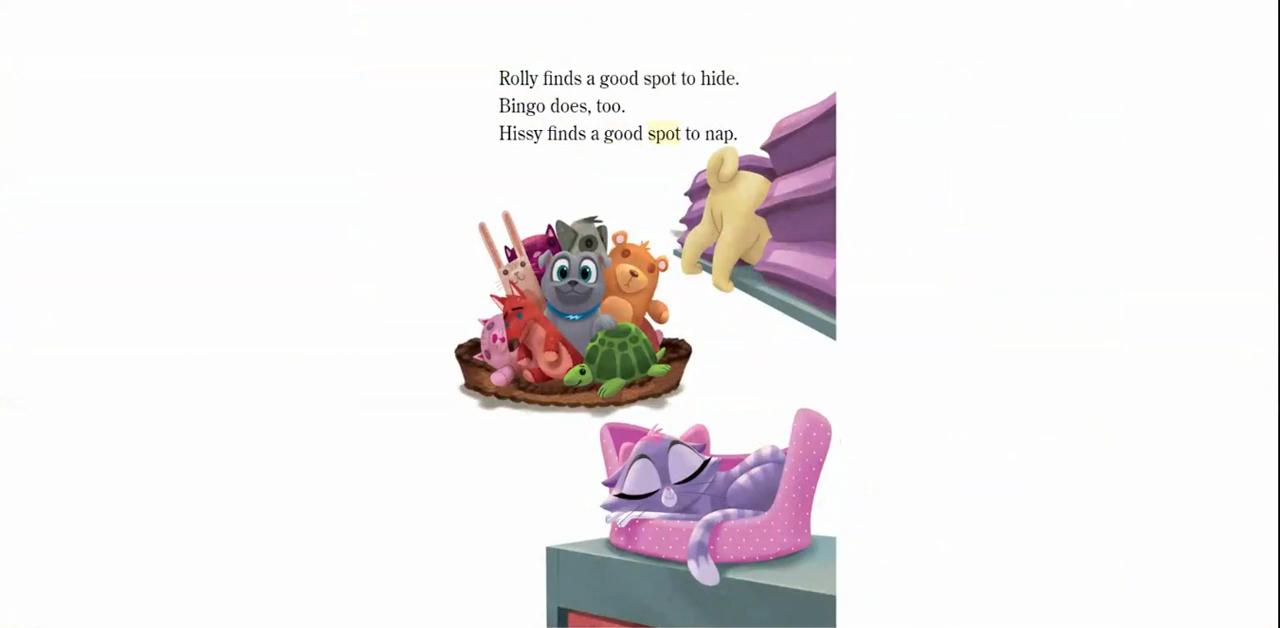 Rolly finds a good spot to hide.
Bingo does, too.
Hissy finds a good spot to nap.